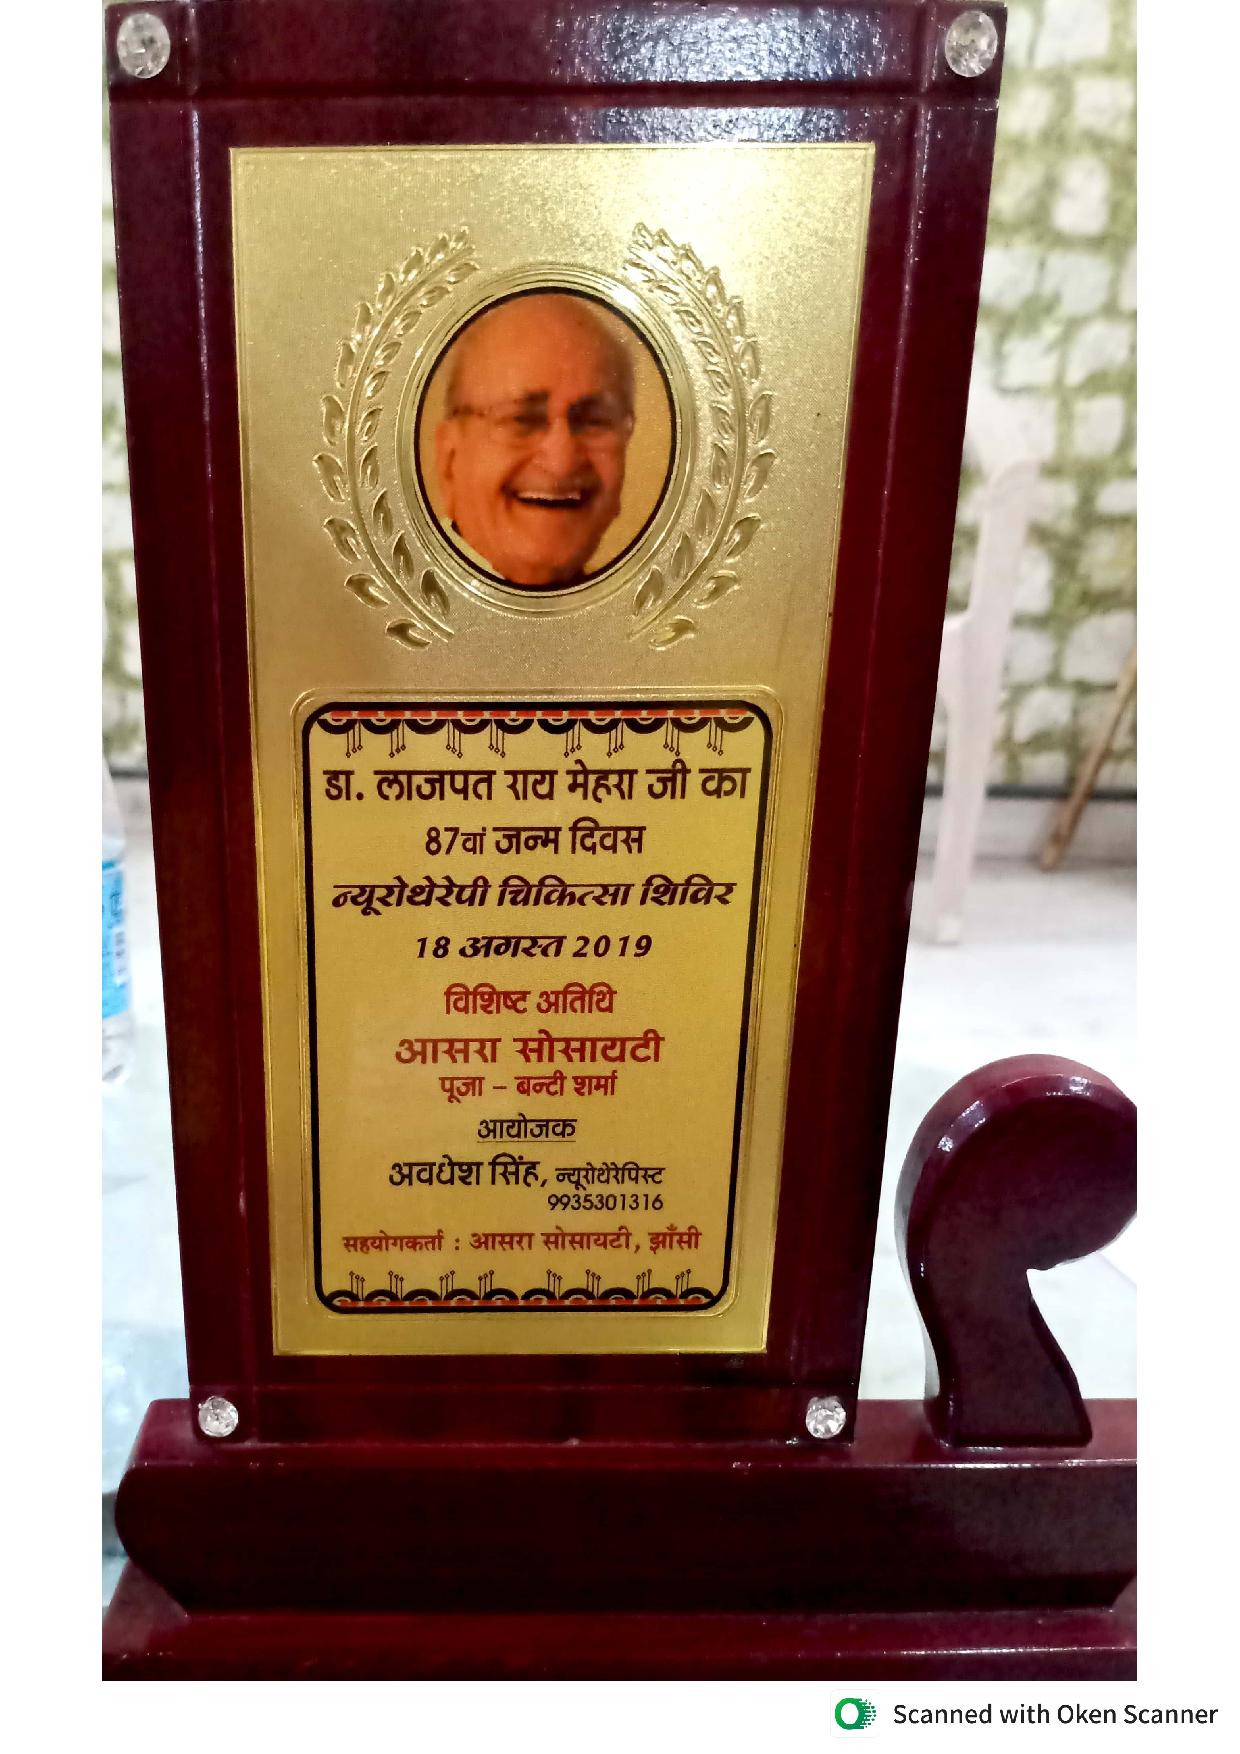 डा. लाजपत राय मेहरा जी का
87वां जन्म दिवस
न्यूरोथेरेपी चिकित्सा शिविर
18 अगस्त 2019
विशिष्ट अतिथि
आसरा सोसायटी
पूजा – बन्टी शर्मा
आयोजक
अवधेश सिंह, न्यूरोथेरेपिस्ट
9935301316
सहयोगकर्ता : आसरा सोसायटी, झाँसी
Scanned with Oken Scanner